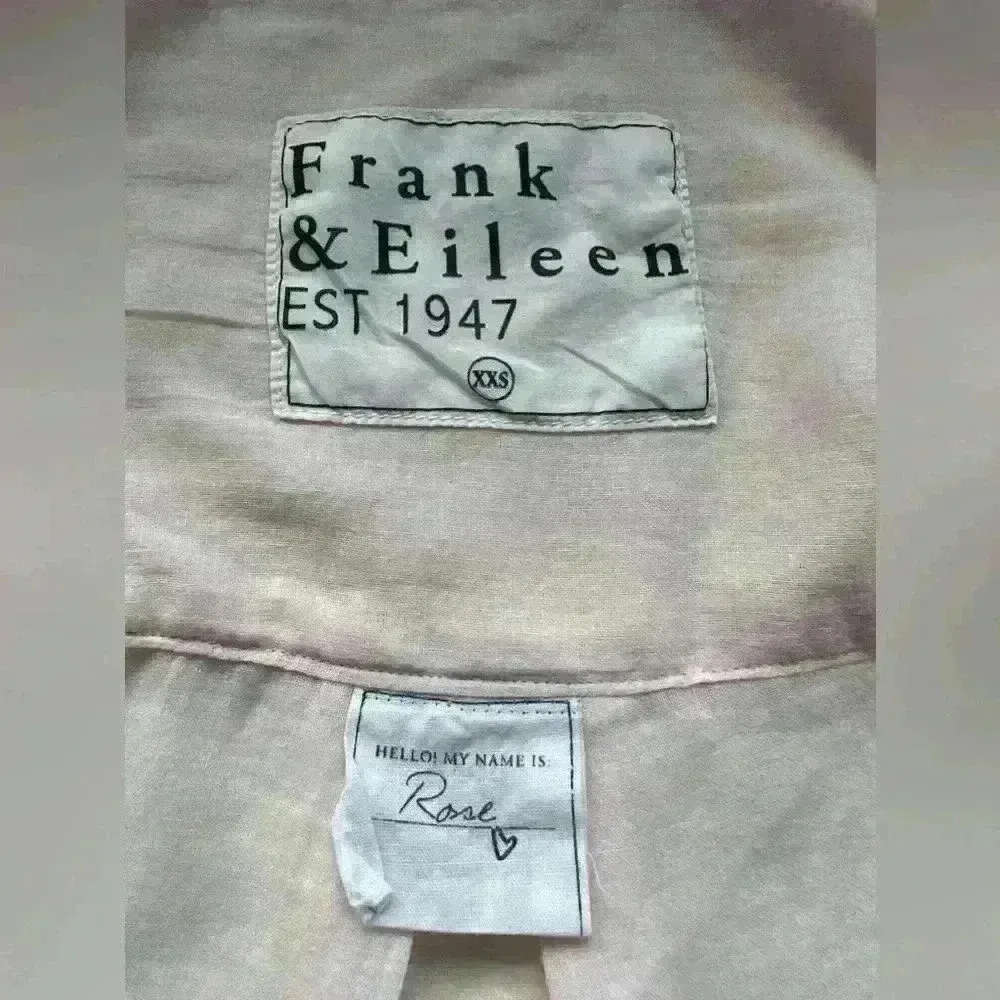 Frank
& Eileen
EST 1947
XXS
HELLO! MY NAME IS
Rose